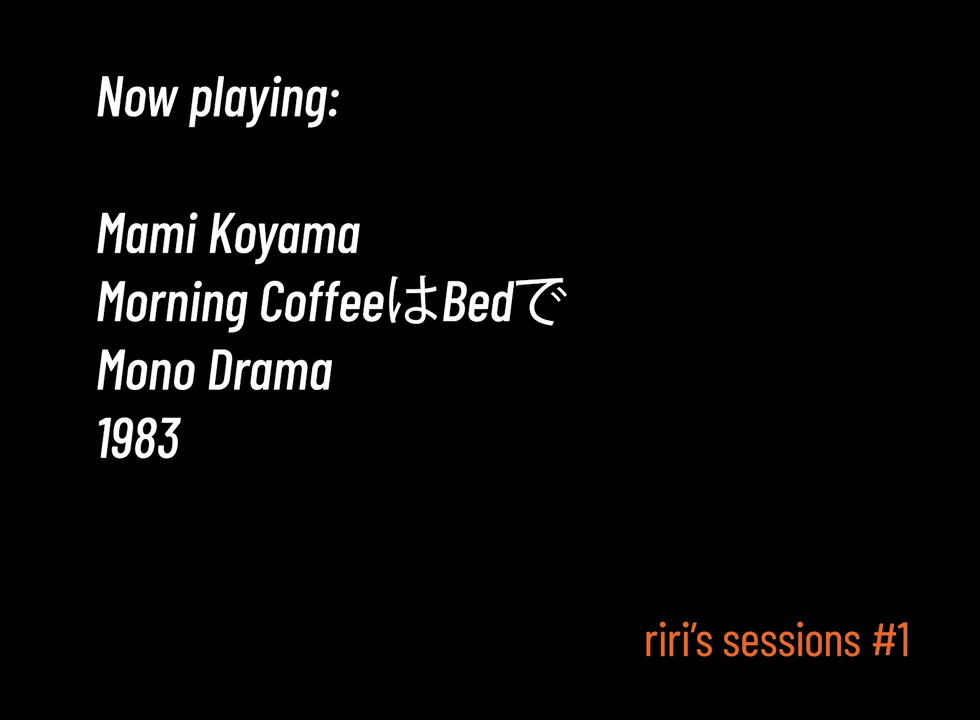 Now playing:
Mami Koyama
Morning CoffeeはBedで
Mono Drama
1983
riri's sessions #1